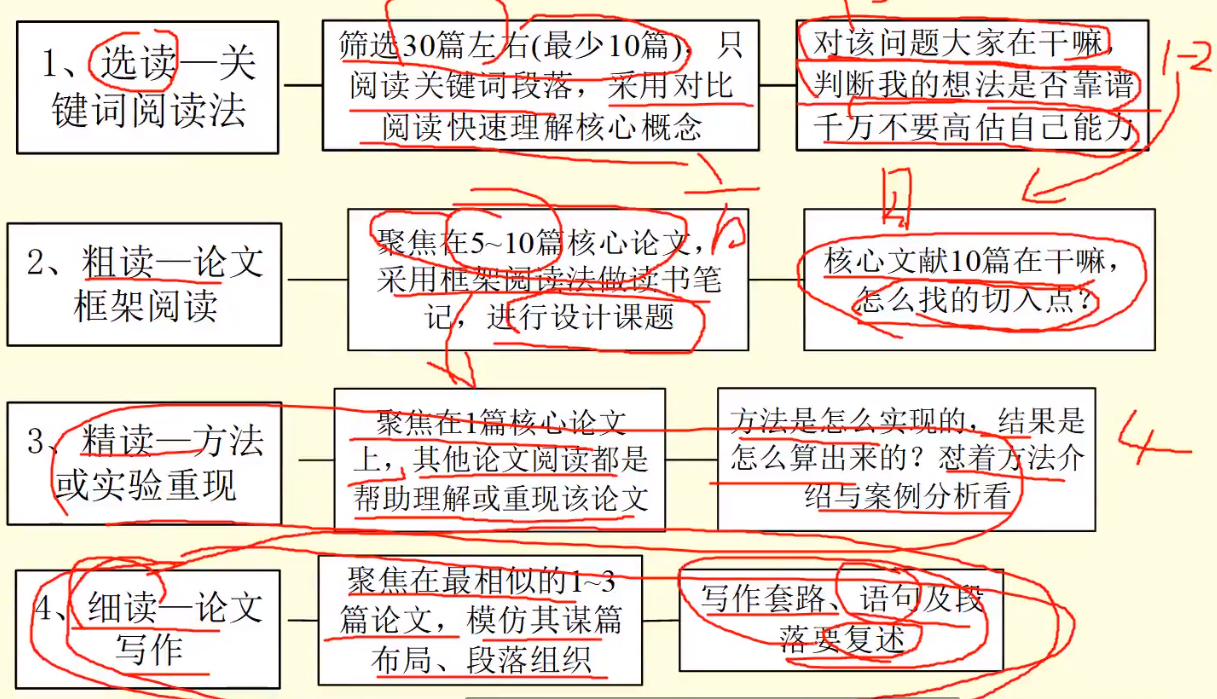 1、选读—关
键词阅读法
筛选30篇左右(最少10篇)，只
阅读关键词段落，采用对比
阅读快速理解核心概念
对该问题大家在干嘛，
判断我的想法是否靠谱
千万不要高估自己能力
1-2
2、粗读—论文
框架阅读
聚焦在5~10篇核心论文，
采用框架阅读法做读书笔
记，进行设计课题
核心文献10篇在干嘛，
怎么找的切入点？
3、精读—方法
或实验重现
聚焦在1篇核心论文
上，其他论文阅读都是
帮助理解或重现该论文
方法是怎么实现的，结果是
怎么算出来的？怼着方法介
绍与案例分析看
4
4、细读—论文
写作
聚焦在最相似的1~3
篇论文，模仿其谋篇
布局、段落组织
写作套路、语句及段
落要复述